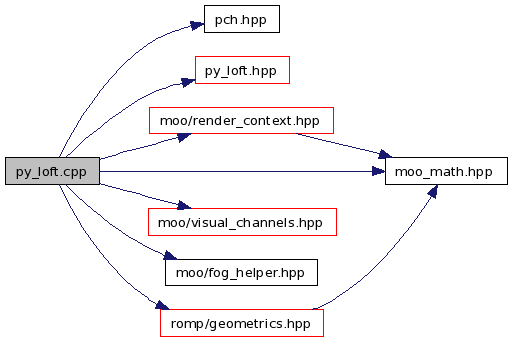 pch.hpp
py_loft.hpp
moo/render_context.hpp
py_loft.cpp
moo_math.hpp
moo/visual_channels.hpp
moo/fog_helper.hpp
romp/geometrics.hpp